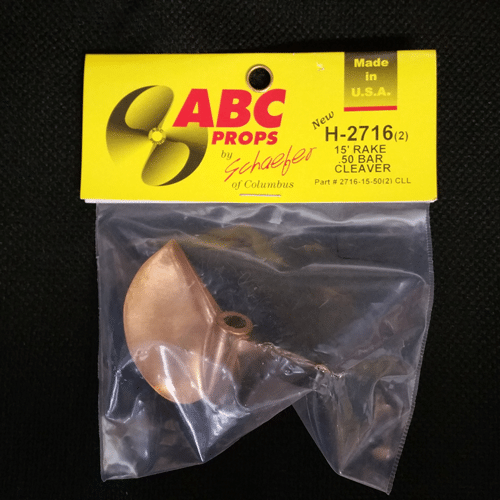 ABC
PROPS
by Schaefer
of Columbus
Made
in
U.S.A.
New
H-2716(2)
15' RAKE
.50 BAR
CLEAVER
Part # 2716-15-50(2) CLL